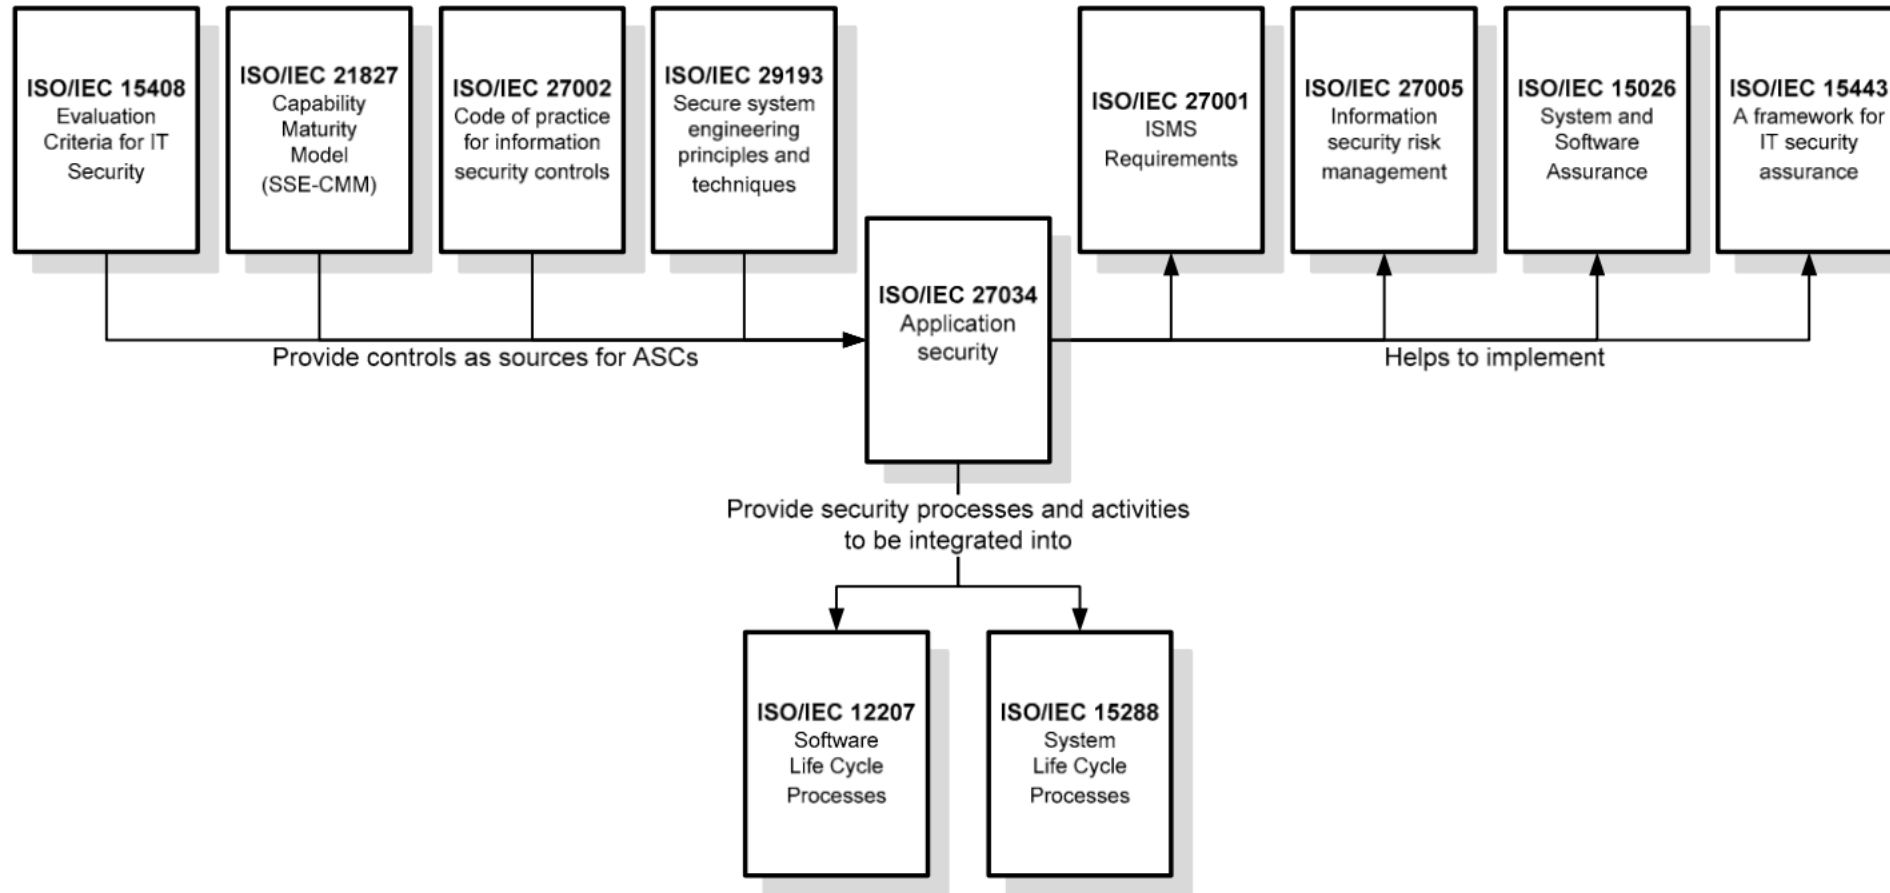 ISO/IEC 15408
Evaluation
Criteria for IT
Security
ISO/IEC 21827
Capability
Maturity
Model
(SSE-CMM)
ISO/IEC 27002
Code of practice
for information
security controls
ISO/IEC 29193
Secure system
engineering
principles and
techniques
ISO/IEC 27001
ISMS
Requirements
ISO/IEC 27005
Information
security risk
management
ISO/IEC 15026
System and
Software
Assurance
ISO/IEC 15443
A framework for
IT security
assurance
ISO/IEC 27034
Application
security
Provide controls as sources for ASCs
Helps to implement
Provide security processes and activities
to be integrated into
ISO/IEC 12207
Software
Life Cycle
Processes
ISO/IEC 15288
System
Life Cycle
Processes